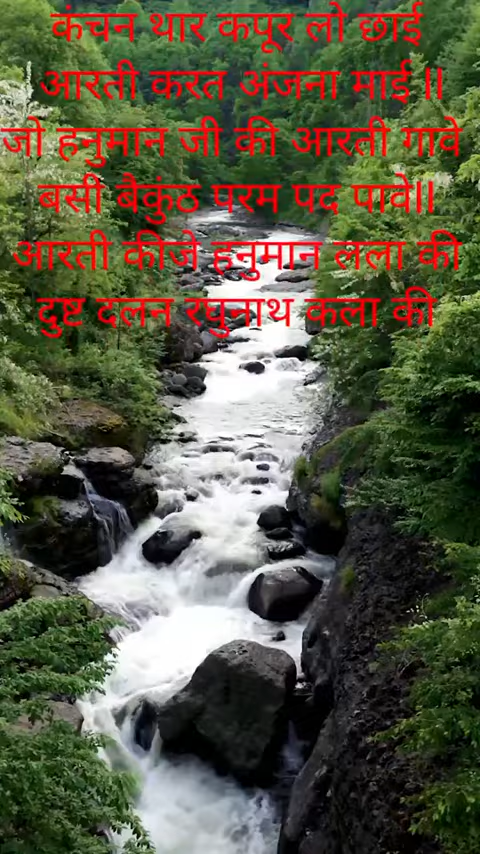 कंचन थार कपूर लो छाई
आरती करत अंजना माई॥
जो हनुमान जी की आरती गावे
बसी बैकुंठ परम पद पावे॥
आरती कीजे हनुमान लला की
दुष्ट दलन रघुनाथ कला की